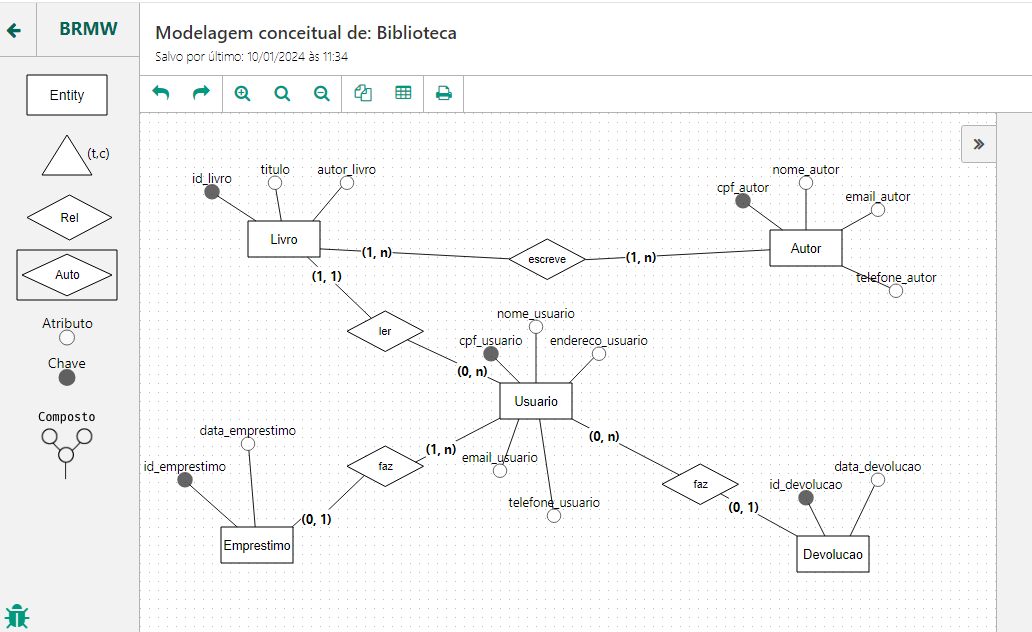 BRMW
Modelagem conceitual de: Biblioteca
Salvo por último: 10/01/2024 às 11:34
Entity
(t,c)
Rel
Auto
Atributo
Chave
Composto
»
id_livro
titulo
autor_livro
Livro
(1, n)
escreve
(1, n)
cpf_autor
nome_autor
email_autor
Autor
telefone_autor
(1, 1)
ler
(0, n)
nome_usuario
cpf_usuario
endereco_usuario
Usuario
(1, n)
email_usuario
telefone_usuario
(0, n)
faz
data_emprestimo
id_emprestimo
(0, 1)
Emprestimo
faz
(0, 1)
data_devolucao
id_devolucao
Devolucao